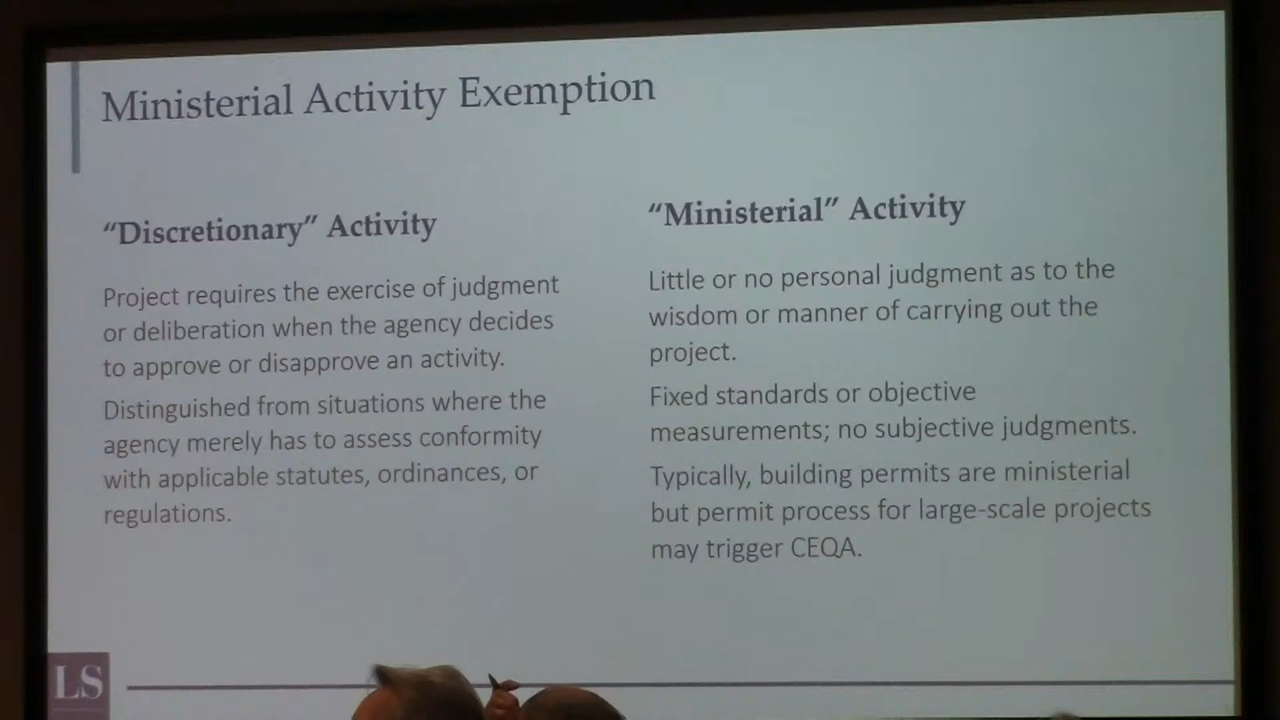 Ministerial Activity Exemption
“Discretionary” Activity
Project requires the exercise of judgment
or deliberation when the agency decides
to approve or disapprove an activity.
Distinguished from situations where the
agency merely has to assess conformity
with applicable statutes, ordinances, or
regulations.
“Ministerial” Activity
Little or no personal judgment as to the
wisdom or manner of carrying out the
project.
Fixed standards or objective
measurements; no subjective judgments.
Typically, building permits are ministerial
but permit process for large-scale projects
may trigger CEQA.
LS